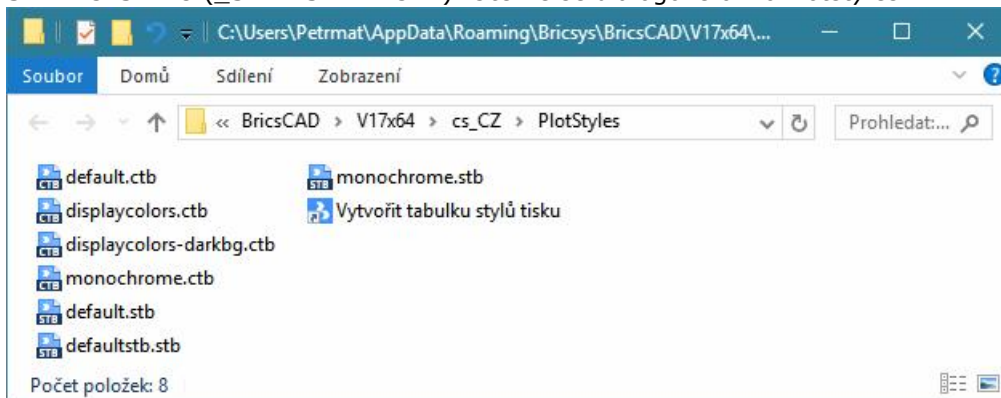 C:\Users\Petrmat\AppData\Roaming\Bricsys\BricsCAD\V17x64\...
Soubor Domů Sdílení Zobrazení
« BricsCAD > V17x64 > cs_CZ > PlotStyles Prohledat:...
default.ctb
displaycolors.ctb
displaycolors-darkbg.ctb
monochrome.ctb
default.stb
defaultstb.stb
monochrome.stb
Vytvořit tabulku stylů tisku
Počet položek: 8